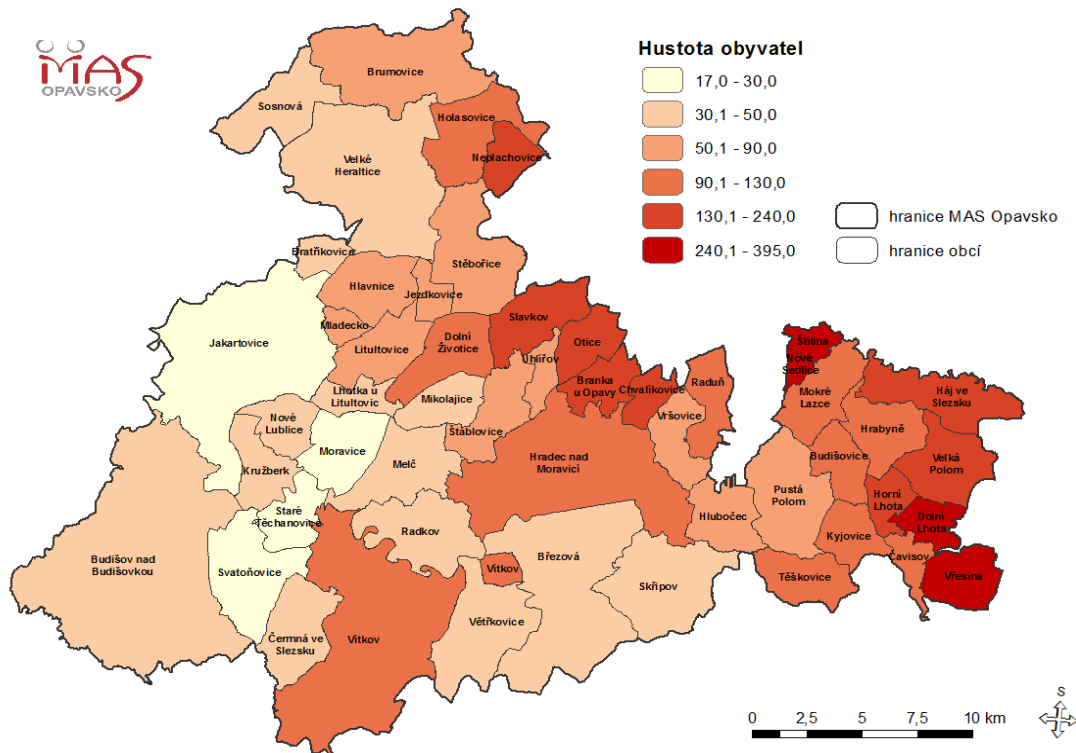 MAS
OPAVSKO
Hustota obyvatel
17,0 - 30,0
30,1 - 50,0
50,1 - 90,0
90,1 - 130,0
130,1 - 240,0
240,1 - 395,0
hranice MAS Opavsko
hranice obcí
Brumovice
Sosnová
Holasovice
Neplachovice
Velké
Heraltice
Bratříkovice
Stěbořice
Hlavnice
Jezdkovice
Slavkov
Mladecko
Jakartovice
Litultovice
Dolní
Životice
Otice
Uhlířov
Branka
u Opavy
Chvalíkovice
Raduň
Lhotka u
Litultovic
Mikolajice
Vršovice
Štítina
Nové
Sedlice
Mokré
Lazce
Háj ve
Slezsku
Hrabyně
Nové
Lublice
Moravice
Štáblovice
Hradec nad
Moravicí
Budišovice
Velká
Polom
Kružberk
Melč
Pustá
Polom
Horní
Lhota
Dolní
Lhota
Staré
Těchanovice
Radkov
Hlubočec
Kyjovice
Čavisov
Budišov nad
Budišovkou
Svatoňovice
Březová
Vítkov
Skřipov
Těškovice
Vřesina
Čermná ve
Slezsku
Vítkov
Větřkovice
S
0 2,5 5 7,5 10 km